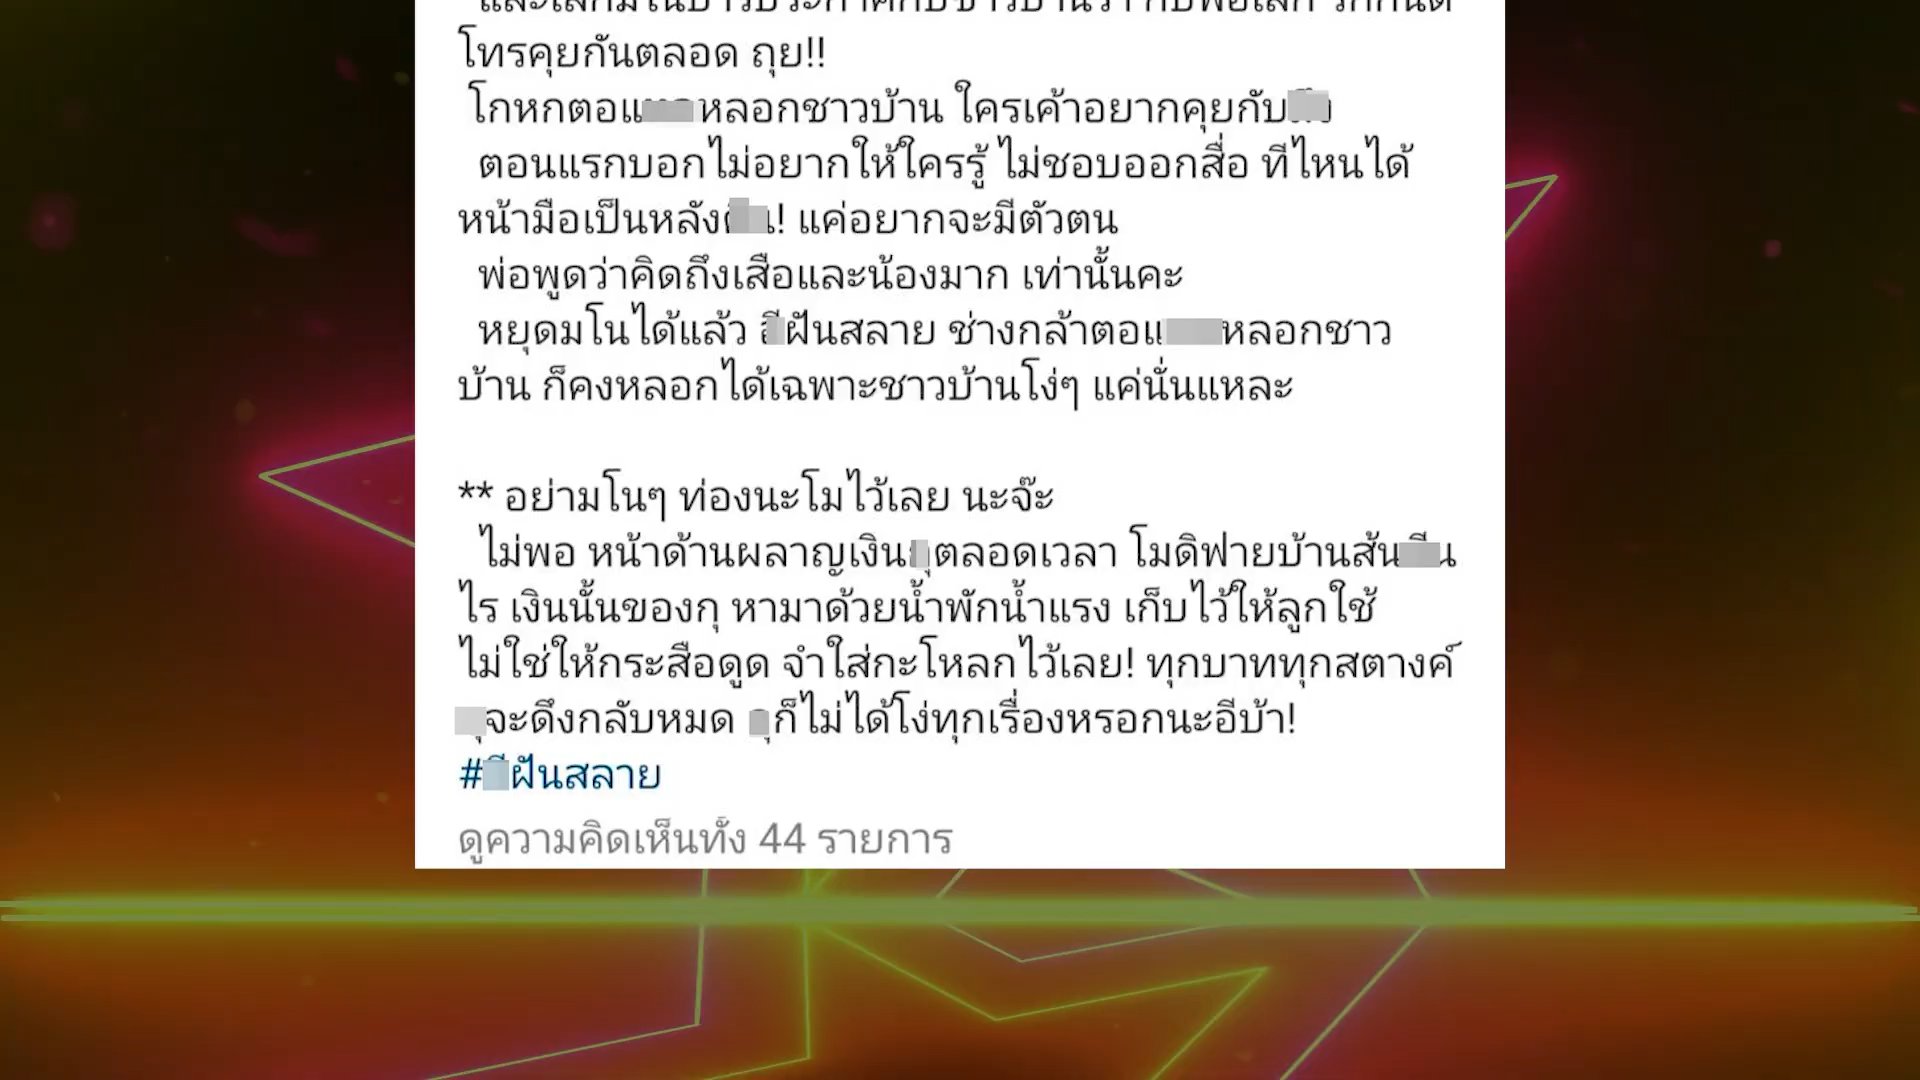 โทรคุยกันตลอด ถุย!!
โกหกตอแ หลอกชาวบ้าน ใครเค้าอยากคุยกับ
ตอนแรกบอกไม่อยากให้ใครรู้ ไม่ชอบออกสื่อ ทีไหนได้
หน้ามือเป็นหลัง ! แค่อยากจะมีตัวตน
พ่อพูดว่าคิดถึงเสือและน้องมาก เท่านั้นคะ
หยุดมโนได้แล้ว ฝันสลาย ช่างกล้าตอแ หลอกชาว
บ้าน ก็คงหลอกได้เฉพาะชาวบ้านโง่ๆ แค่นั่นแหละ
** อย่ามโนๆ ท่องนะโมไว้เลย นะจ๊ะ
ไม่พอ หน้าด้านผลาญเงิน ตลอดเวลา โมดิฟายบ้านส้น
ไร เงินนั้นของกุ หามาด้วยน้ำพักน้ำแรง เก็บไว้ให้ลูกใช้
ไม่ใช่ให้กระสือดูด จำใส่กะโหลกไว้เลย! ทุกบาททุกสตางค์
จะดึงกลับหมด ก็ไม่ได้โง่ทุกเรื่องหรอกนะอีบ้า!
# ฝันสลาย
ดูความคิดเห็นทั้ง 44 รายการ